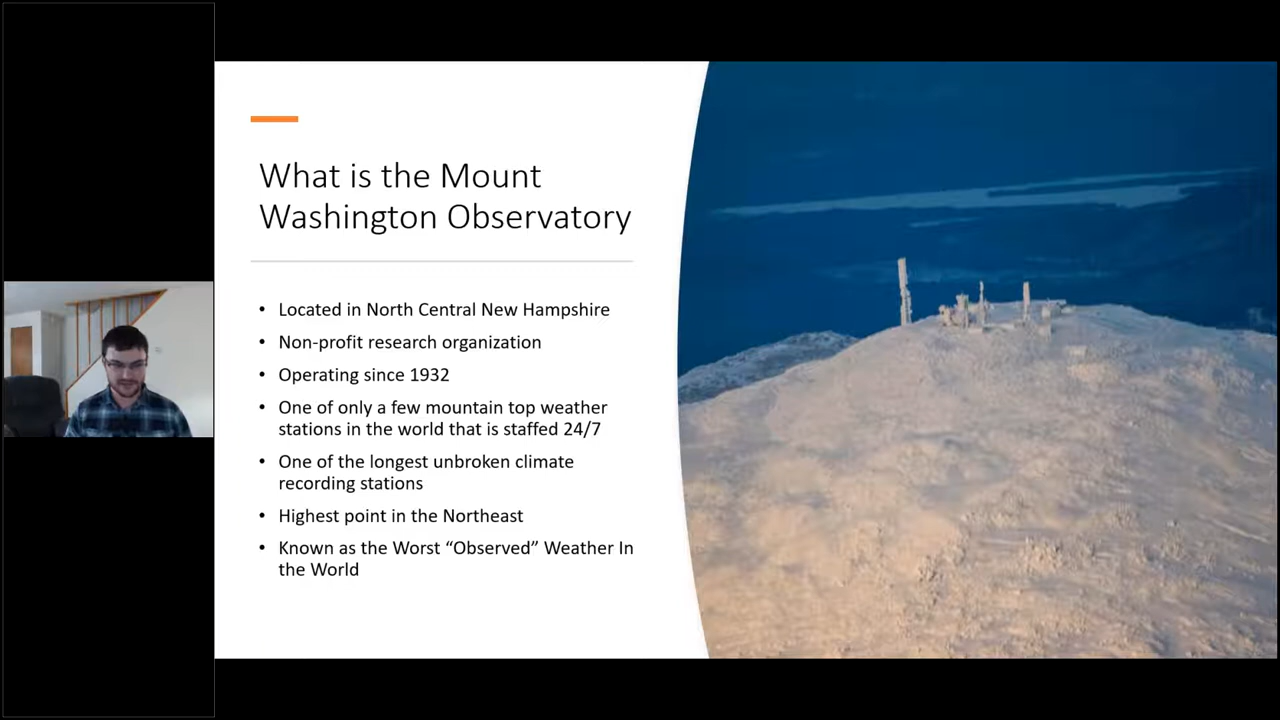 What is the Mount
Washington Observatory
• Located in North Central New Hampshire
• Non-profit research organization
• Operating since 1932
• One of only a few mountain top weather
stations in the world that is staffed 24/7
• One of the longest unbroken climate
recording stations
• Highest point in the Northeast
• Known as the Worst “Observed” Weather In
the World